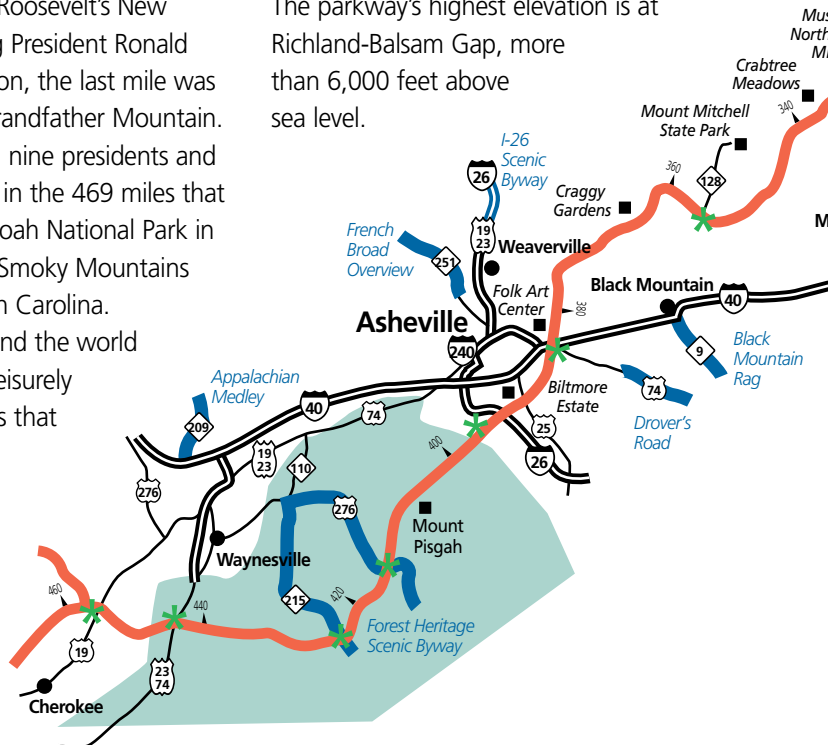 Roosevelt's New
g President Ronald
on, the last mile was
randfather Mountain.
nine presidents and
in the 469 miles that
oah National Park in
Smoky Mountains
n Carolina.
nd the world
eisurely
s that
The parkway's highest elevation is at
Richland-Balsam Gap, more
than 6,000 feet above
sea level.
Mus
North
Mi
Crabtree
Meadows
340
Mount Mitchell
State Park
128
360
I-26
Scenic
Byway
26
Craggy
Gardens
19
23
Weaverville
French
Broad
Overview
251
Folk Art
Center
380
Black Mountain
40
M
Asheville
240
9
Black
Mountain
Rag
Biltmore
Estate
74
Drover's
Road
25
26
Appalachian
Medley
209
40
74
400
19
23
110
276
276
Mount
Pisgah
Waynesville
215
420
Forest Heritage
Scenic Byway
460
440
19
23
74
Cherokee